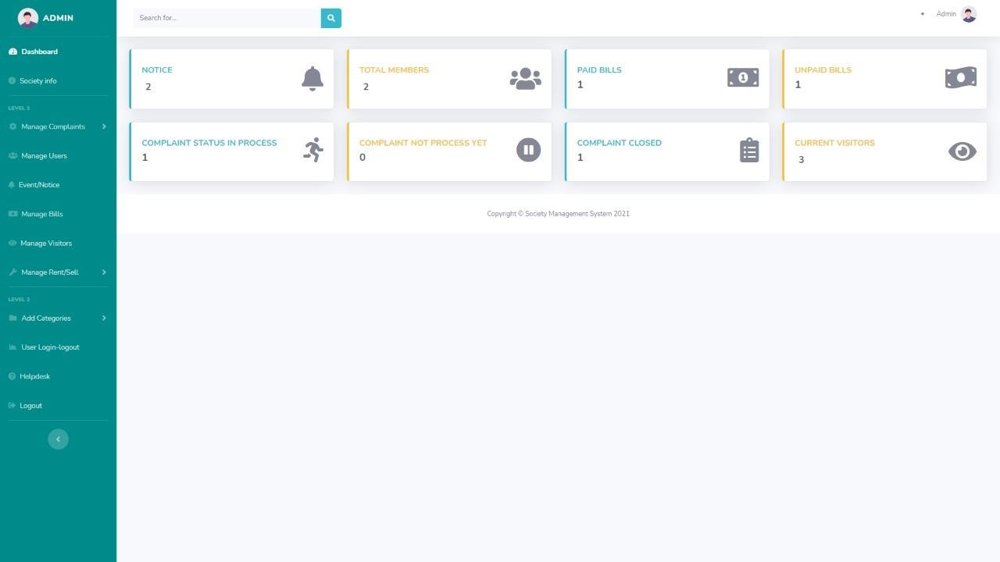 ADMIN
Search for...
Admin
Dashboard
Society info
LEVEL 1
Manage Complaints
Manage Users
Event/Notice
Manage Bills
Manage Visitors
Manage Rent/Sell
LEVEL 2
Add Categories
User Login-logout
Helpdesk
Logout
NOTICE
2
TOTAL MEMBERS
2
PAID BILLS
1
1
UNPAID BILLS
1
COMPLAINT STATUS IN PROCESS
1
COMPLAINT NOT PROCESS YET
0
COMPLAINT CLOSED
1
CURRENT VISITORS
3
Copyright © Society Management System 2021